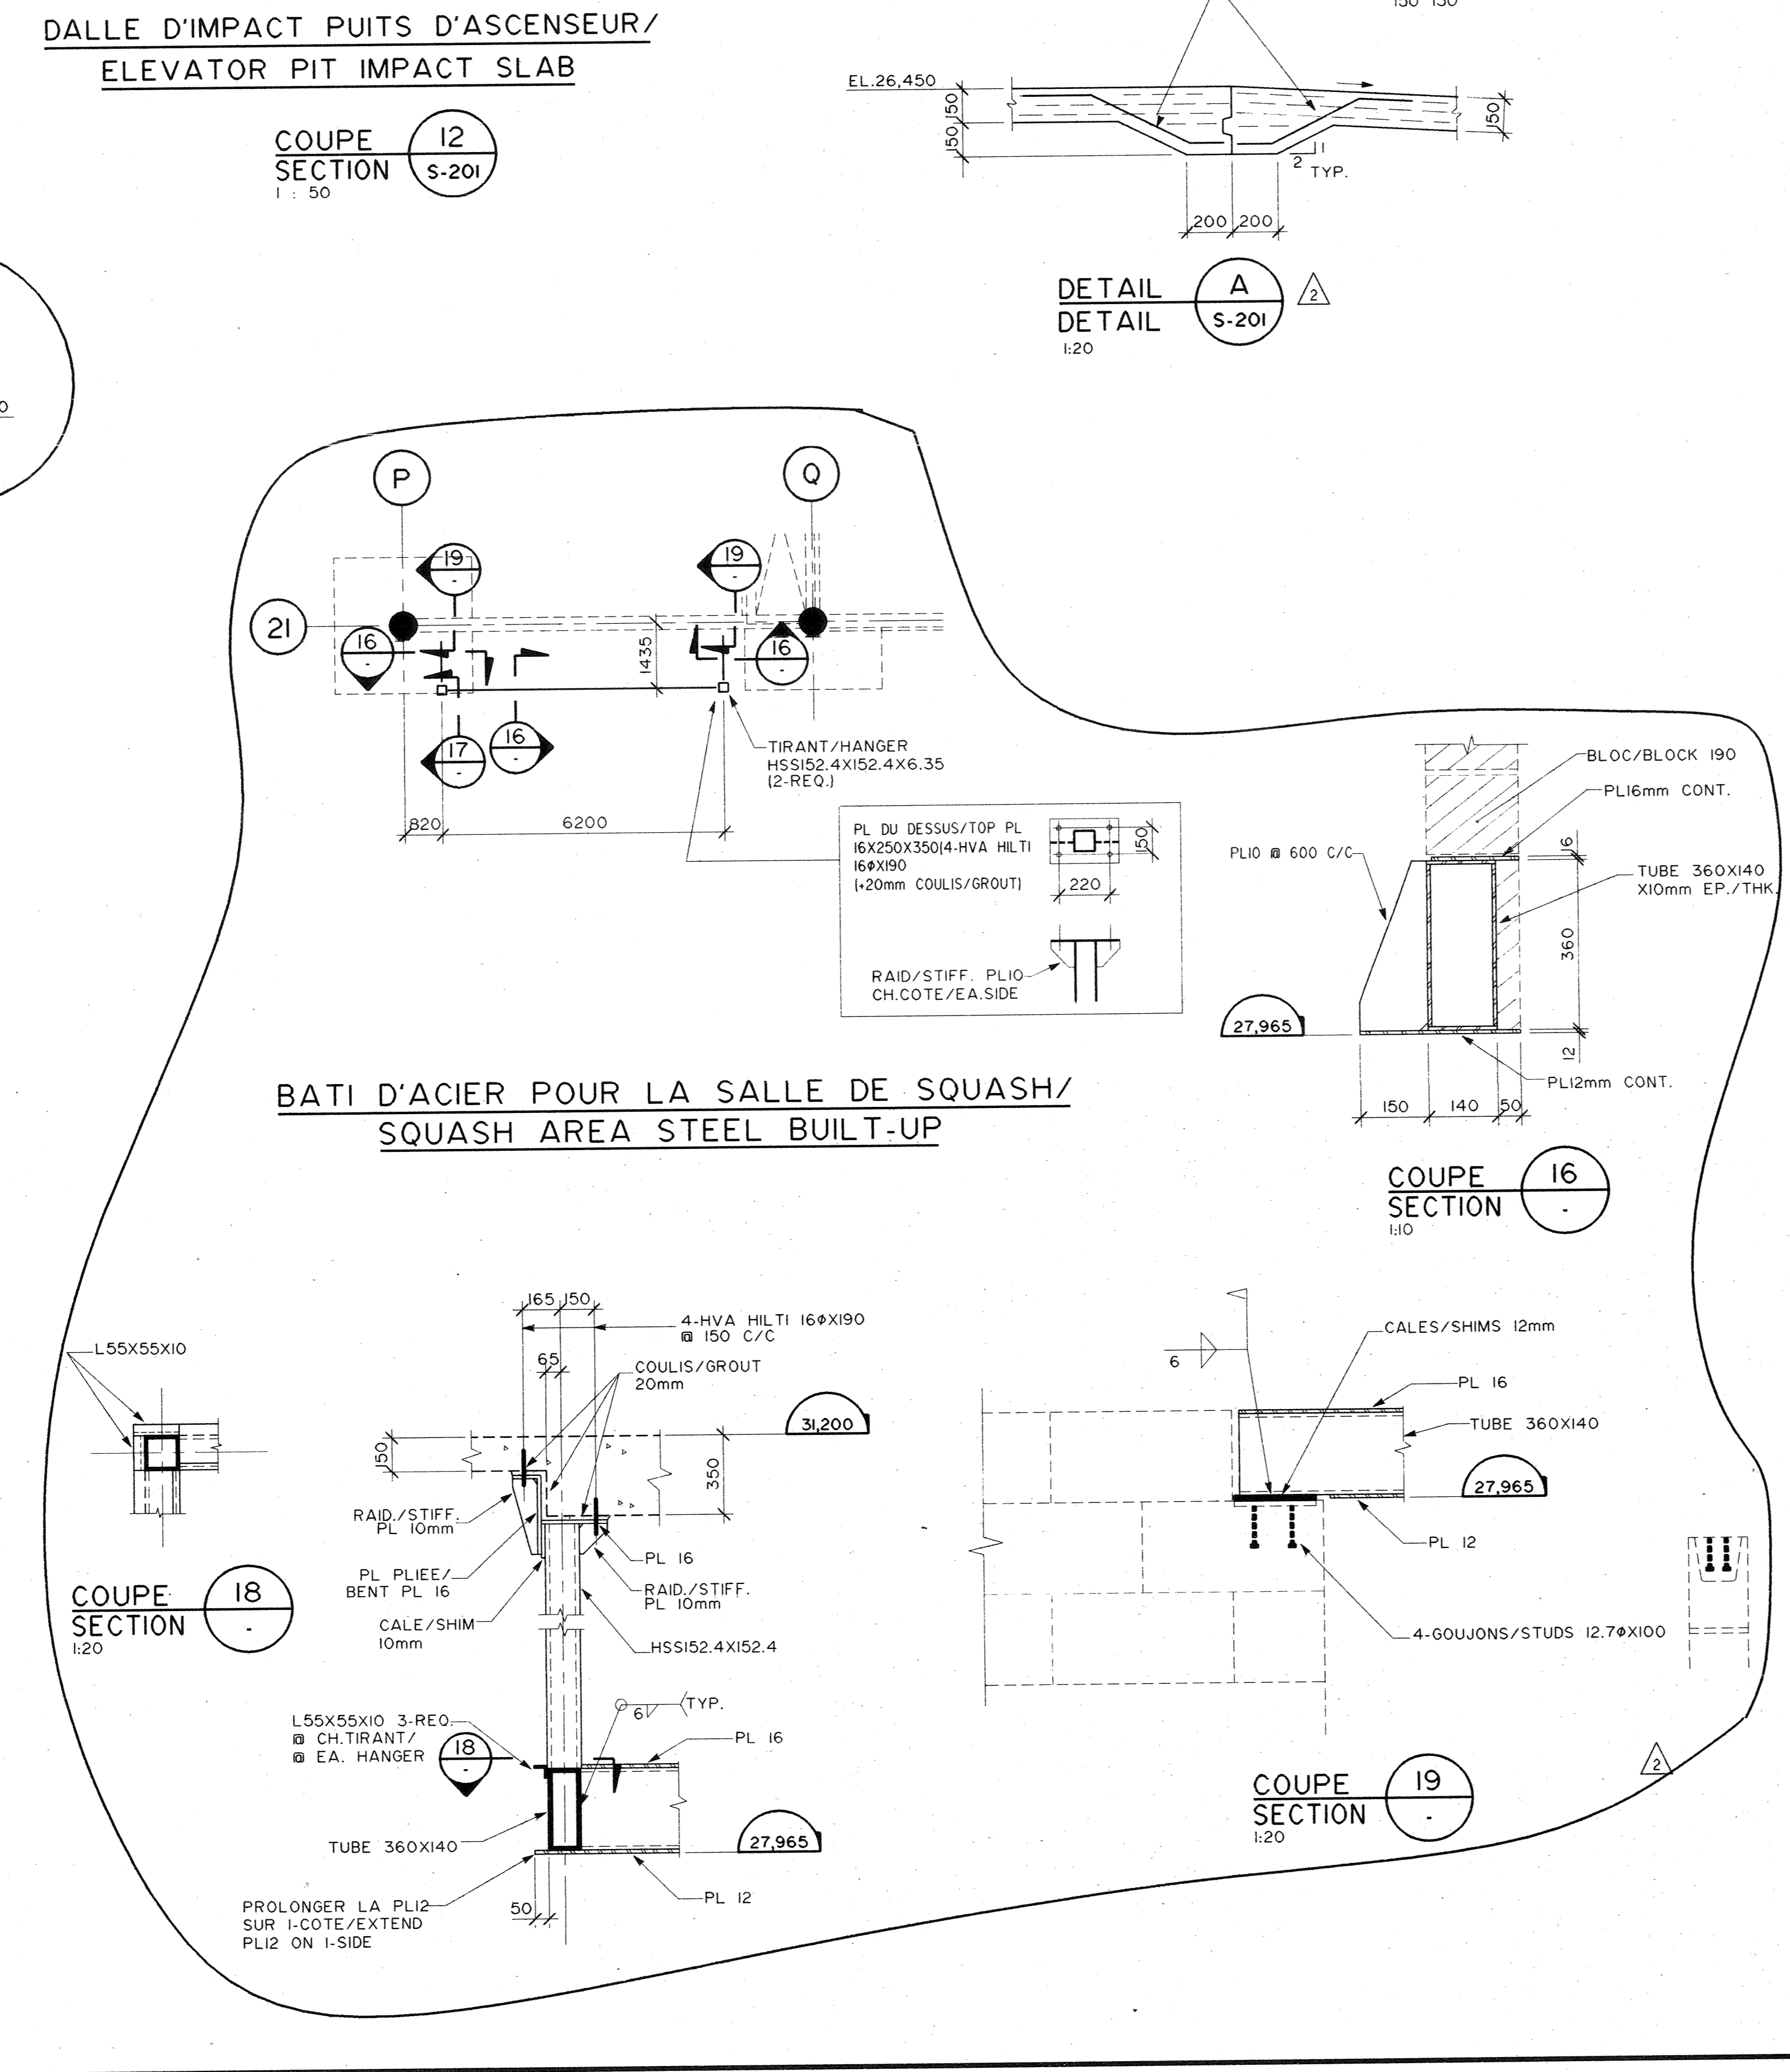 DALLE D'IMPACT PUITS D'ASCENSEUR/
ELEVATOR PIT IMPACT SLAB
COUPE
SECTION
1 : 50
12
S-201
EL.26,450
150
150
150
2
1
TYP.
200 200
DETAIL
DETAIL
1:20
A
S-201
2
P
Q
19
-
19
-
21
16
-
16
-
1435
17
-
16
-
TIRANT/HANGER
HSS152.4X152.4X6.35
(2-REQ.)
820
6200
PL DU DESSUS/TOP PL
16X250X350(4-HVA HILTI
16ϕX190
(+20mm COULIS/GROUT)
150
220
RAID/STIFF. PL10
CH.COTE/EA.SIDE
BLOC/BLOCK 190
PL16mm CONT.
PL10 @ 600 C/C
16
TUBE 360X140
X10mm EP./THK.
360
27,965
12
PL12mm CONT.
150
140
50
COUPE
SECTION
1:10
16
-
BATI D'ACIER POUR LA SALLE DE SQUASH/
SQUASH AREA STEEL BUILT-UP
L55X55X10
COUPE
SECTION
1:20
18
-
165
150
4-HVA HILTI 16ϕX190
@ 150 C/C
65
COULIS/GROUT
20mm
31,200
150
350
RAID./STIFF.
PL 10mm
PL PLIEE/
BENT PL 16
PL 16
RAID./STIFF.
PL 10mm
CALE/SHIM
10mm
HSS152.4X152.4
6
TYP.
L55X55X10 3-REQ.
@ CH.TIRANT/
@ EA. HANGER
18
-
PL 16
TUBE 360X140
27,965
PL 12
PROLONGER LA PL12
SUR 1-COTE/EXTEND
PL12 ON 1-SIDE
50
6
CALES/SHIMS 12mm
PL 16
TUBE 360X140
27,965
PL 12
4-GOUJONS/STUDS 12.7ϕX100
COUPE
SECTION
1:20
19
-
2